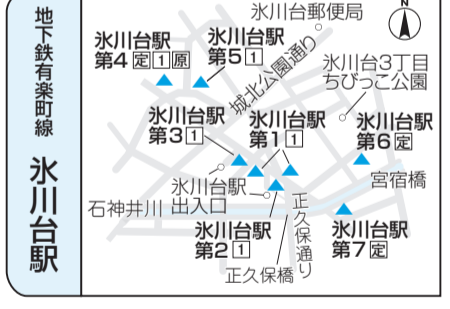 地下鉄有楽町線
氷川台駅
氷川台郵便局
N
氷川台駅
第4定1原
氷川台駅
第51
城北公園通り
氷川台3丁目
ちびっこ公園
氷川台駅
第31
氷川台駅
第11
氷川台駅
第6定
宮宿橋
氷川台駅
出入口
石神井川
正久保通り
氷川台駅
第21
氷川台駅
第7定
正久保橋